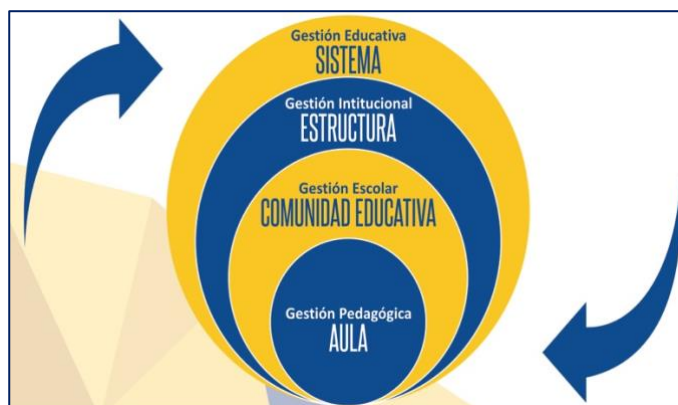 Gestión Educativa
SISTEMA
Gestión Intitucional
ESTRUCTURA
Gestión Escolar
COMUNIDAD EDUCATIVA
Gestión Pedagógica
AULA